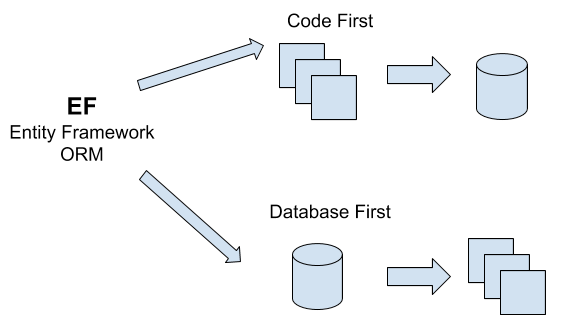 Code First
EF
Entity Framework
ORM
Database First